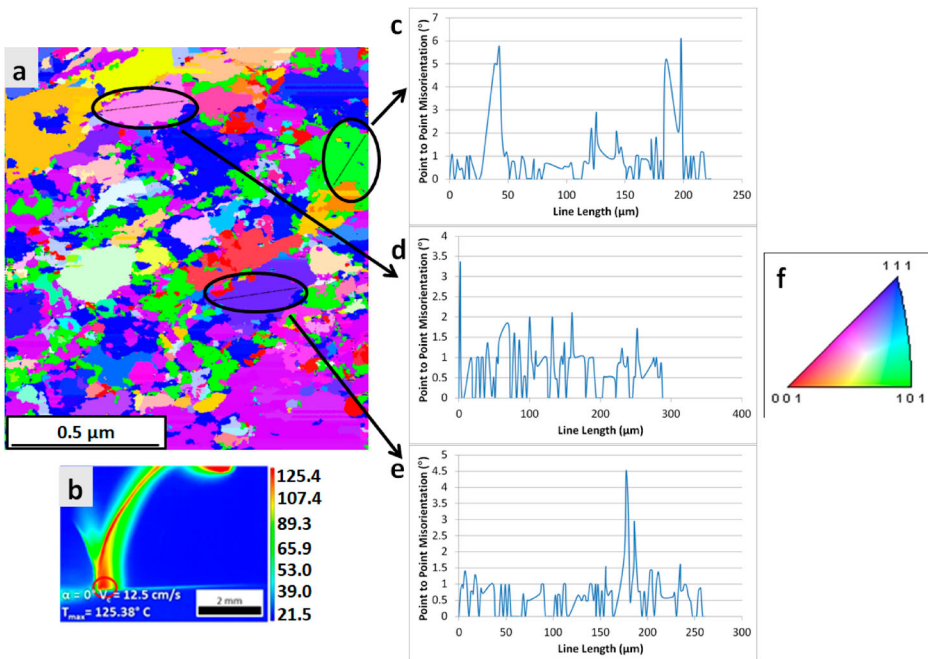 a
0.5 µm
b
α = 0° Vc = 12.5 cm/s
Tmax= 125.38° C
2 mm
125.4
107.4
89.3
65.9
53.0
39.0
21.5
c
Point to Point Misorientation (°)
7
6
5
4
3
2
1
0
0 50 100 150 200 250
Line Length (µm)
d
Point to Point Misorientation (°)
4
3.5
3
2.5
2
1.5
1
0.5
0
0 100 200 300 400
Line Length (µm)
e
Point to Point Misorientation (°)
5
4.5
4
3.5
3
2.5
2
1.5
1
0.5
0
0 50 100 150 200 250 300
Line Length (µm)
f
1 1 1
0 0 1 1 0 1